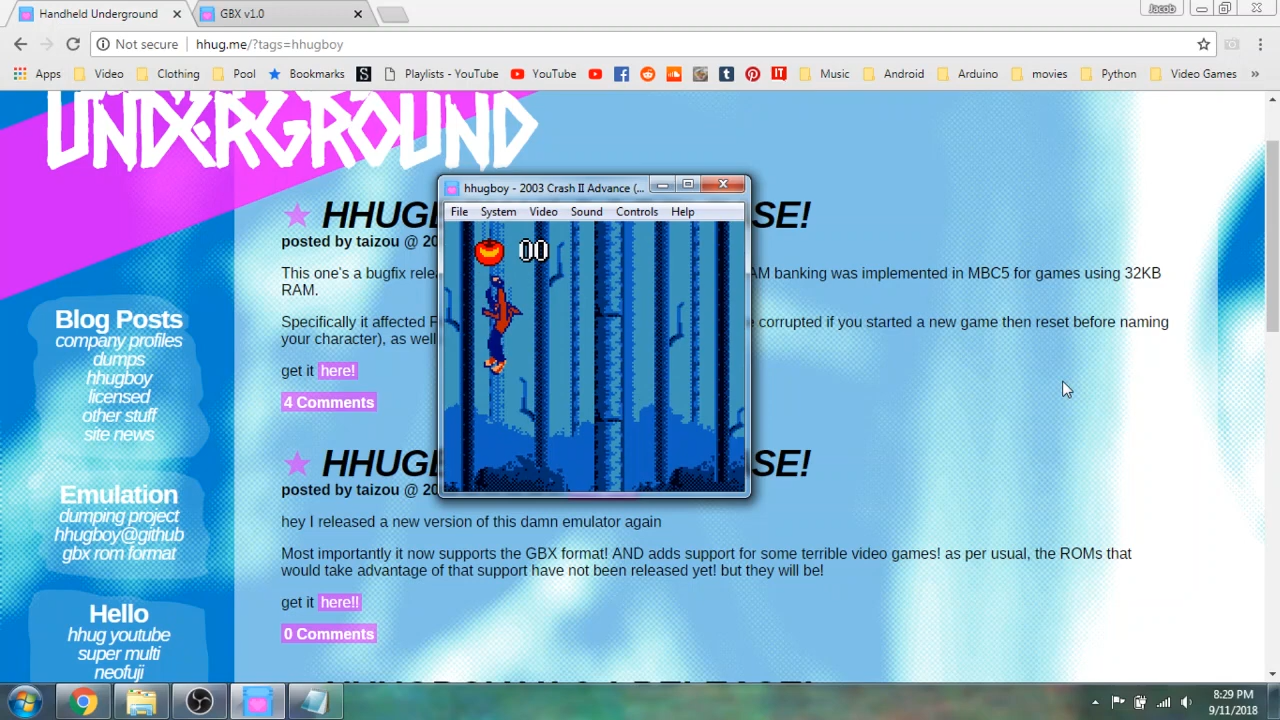 Handheld Underground
GBX v1.0
Jacob
Not secure
hhug.me/?tags=hhugboy
Apps
Video
Clothing
Pool
Bookmarks
Playlists - YouTube
YouTube
Music
Android
Arduino
movies
Python
Video Games
»
UNDERGROUND
Blog Posts
company profiles
dumps
hhugboy
licensed
other stuff
site news
Emulation
dumping project
hhugboy@github
gbx rom format
Hello
hhug youtube
super multi
neofuji
HHUG
SE!
posted by taizou @ 20
This one's a bugfix
AM banking was implemented in MBC5 for games using 32KB
RAM.
Specifically it affected
corrupted if you started a new game then reset before naming
your character), as well
get it here!
4 Comments
HHUG
SE!
posted by taizou @ 20
hey I released a new version of this damn emulator again
Most importantly it now supports the GBX format! AND adds support for some terrible video games! as per usual, the ROMs that
would take advantage of that support have not been released yet! but they will be!
get it here!!
0 Comments
hhugboy - 2003 Crash II Advance (...
File System Video Sound Controls Help
00
8:29 PM
9/11/2018